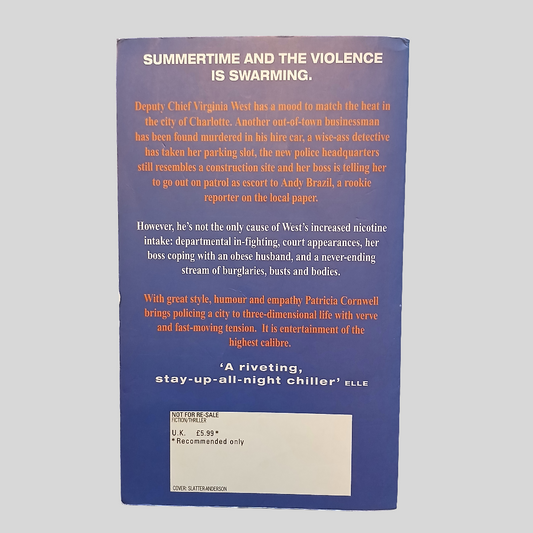 SUMMERTIME AND THE VIOLENCE
IS SWARMING.
Deputy Chief Virginia West has a mood to match the heat in
the city of Charlotte. Another out-of-town businessman
has been found murdered in his hire car, a wise-ass detective
has taken her parking slot, the new police headquarters
still resembles a construction site and her boss is telling her
to go out on patrol as escort to Andy Brazil, a rookie
reporter on the local paper.
However, he's not the only cause of West's increased nicotine
intake: departmental in-fighting, court appearances, her
boss coping with an obese husband, and a never-ending
stream of burglaries, busts and bodies.
With great style, humour and empathy Patricia Cornwell
brings policing a city to three-dimensional life with verve
and fast-moving tension. It is entertainment of the
highest calibre.
'A riveting,
stay-up-all-night chiller' ELLE
NOT FOR RE-SALE
FICTION/THRILLER
U.K. £5.99*
*Recommended only
COVER: SLATTER-ANDERSON